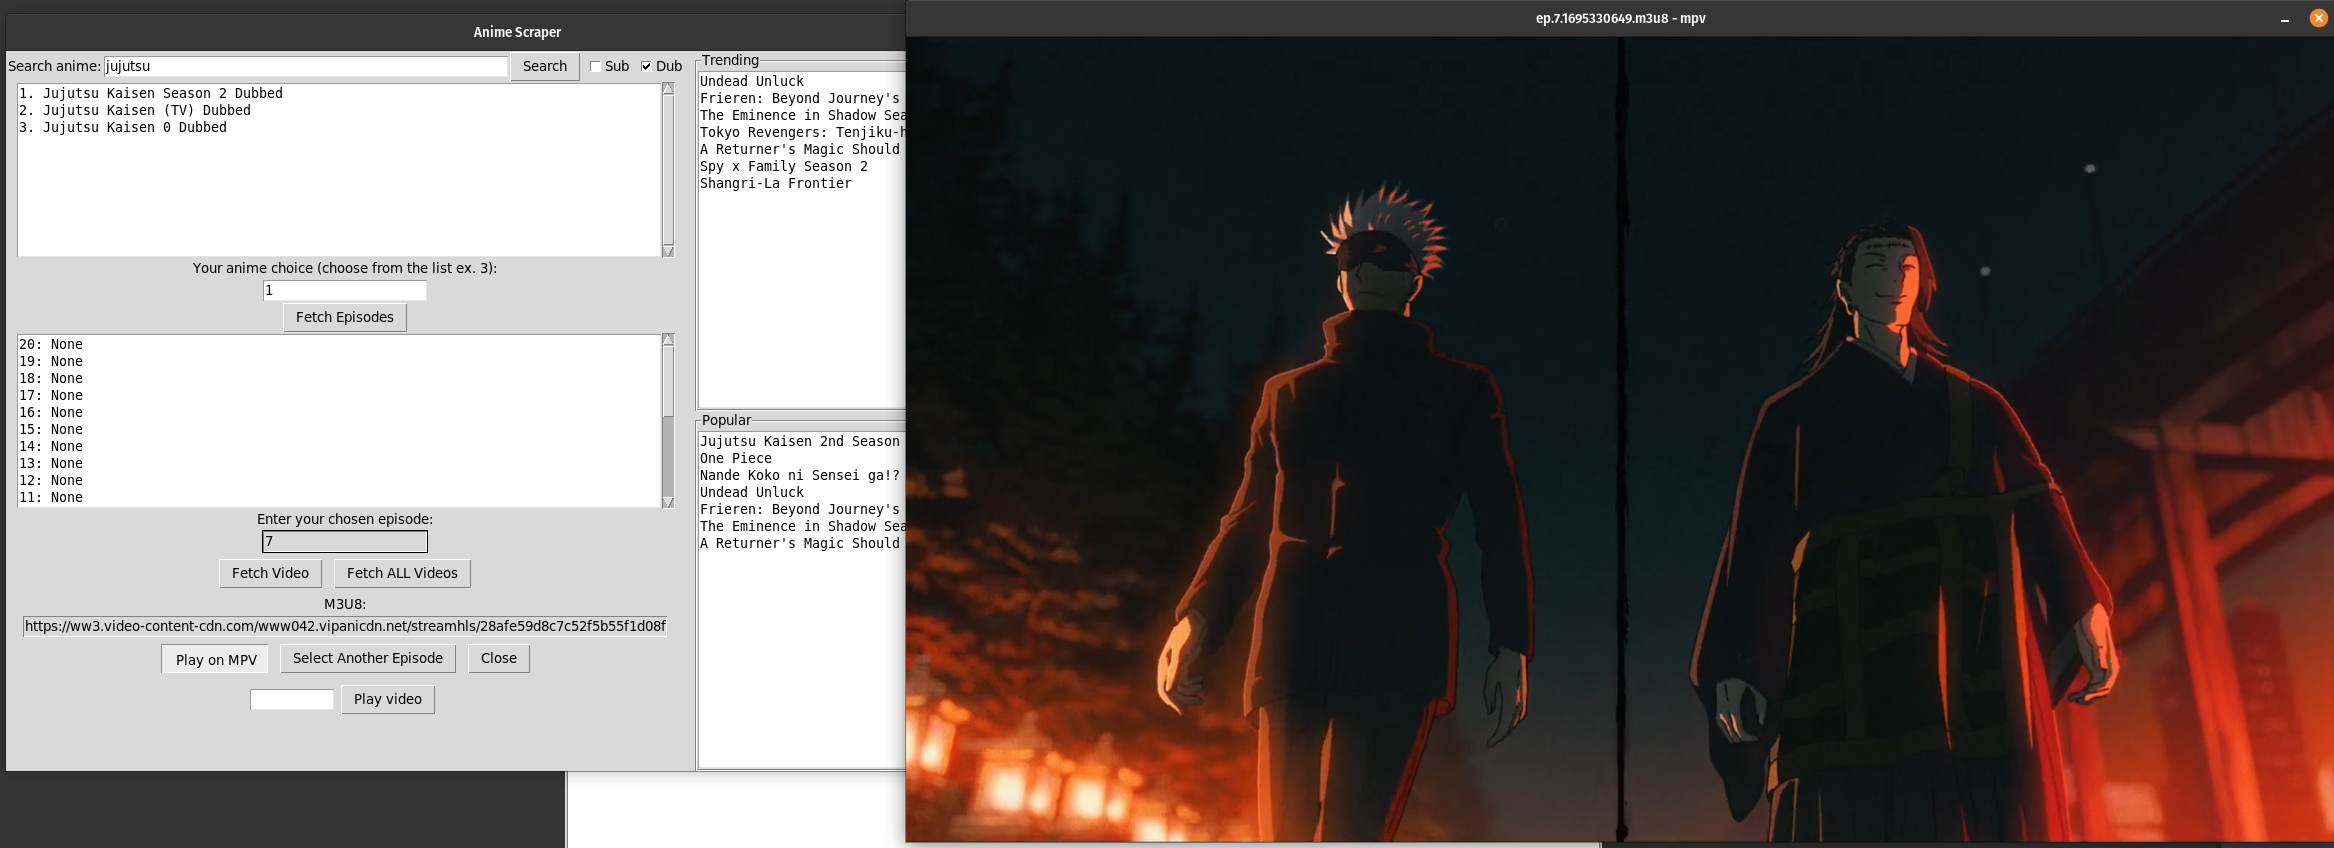 Anime Scraper
Search anime: jujutsu Search Sub Dub
1. Jujutsu Kaisen Season 2 Dubbed
2. Jujutsu Kaisen (TV) Dubbed
3. Jujutsu Kaisen 0 Dubbed
Your anime choice (choose from the list ex. 3):
1
Fetch Episodes
20: None
19: None
18: None
17: None
16: None
15: None
14: None
13: None
12: None
11: None
Enter your chosen episode:
7
Fetch Video Fetch ALL Videos
M3U8:
https://ww3.video-content-cdn.com/www042.vipanicdn.net/streamhls/28afe59d8c7c52f5b55f1d08f
Play on MPV Select Another Episode Close
Play video
Trending
Undead Unluck
Frieren: Beyond Journey's
The Eminence in Shadow Sea
Tokyo Revengers: Tenjiku-h
A Returner's Magic Should
Spy x Family Season 2
Shangri-La Frontier
Popular
Jujutsu Kaisen 2nd Season
One Piece
Nande Koko ni Sensei ga!?
Undead Unluck
Frieren: Beyond Journey's
The Eminence in Shadow Sea
A Returner's Magic Should
ep.7.1695330649.m3u8 - mpv